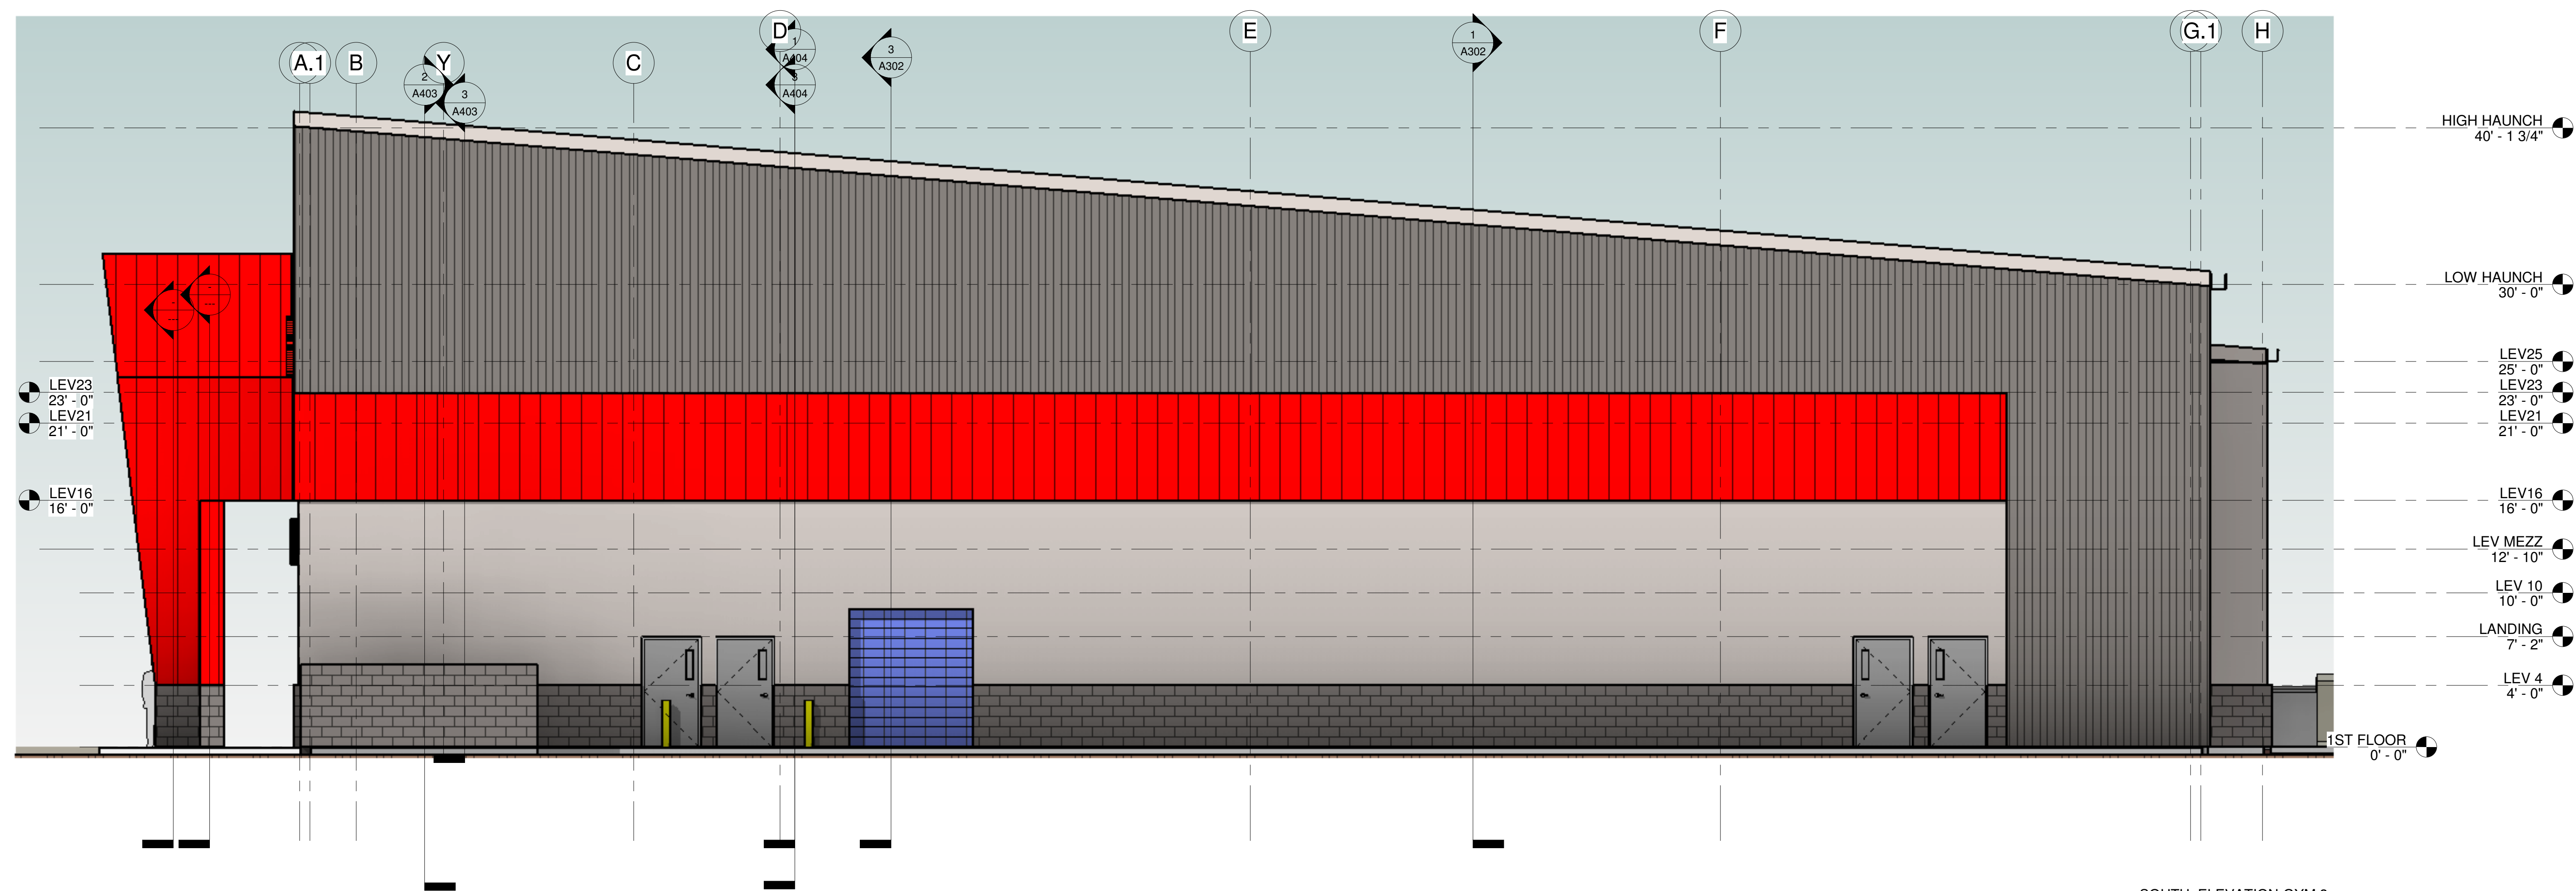 A.1
B
Y
C
D
E
F
G.1
H
2
A403
3
A403
1
A404
3
A404
3
A302
1
A302
HIGH HAUNCH
40' - 1 3/4"
LOW HAUNCH
30' - 0"
LEV25
25' - 0"
LEV23
23' - 0"
LEV23
23' - 0"
LEV21
21' - 0"
LEV21
21' - 0"
LEV16
16' - 0"
LEV16
16' - 0"
LEV MEZZ
12' - 10"
LEV 10
10' - 0"
LANDING
7' - 2"
LEV 4
4' - 0"
1ST FLOOR
0' - 0"